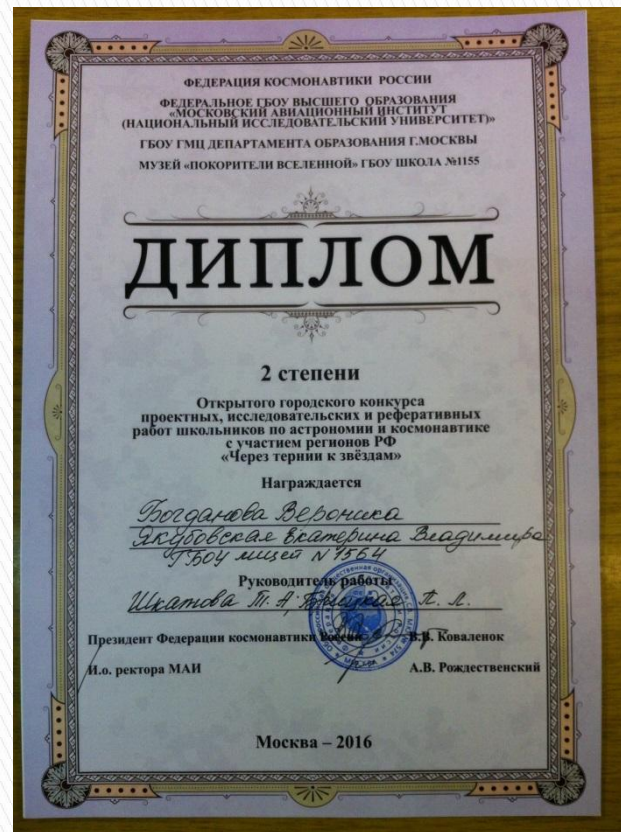 ФЕДЕРАЦИЯ КОСМОНАВТИКИ РОССИИ
ФЕДЕРАЛЬНОЕ ГБОУ ВЫСШЕГО ОБРАЗОВАНИЯ
«МОСКОВСКИЙ АВИАЦИОННЫЙ ИНСТИТУТ
(НАЦИОНАЛЬНЫЙ ИССЛЕДОВАТЕЛЬСКИЙ УНИВЕРСИТЕТ)»
ГБОУ ГМЦ ДЕПАРТАМЕНТА ОБРАЗОВАНИЯ Г.МОСКВЫ
МУЗЕЙ «ПОКОРИТЕЛИ ВСЕЛЕННОЙ» ГБОУ ШКОЛА №1155
ДИПЛОМ
2 степени
Открытого городского конкурса
проектных, исследовательских и реферативных
работ школьников по астрономии и космонавтике
с участием регионов РФ
«Через тернии к звёздам»
Награждается
Богданова Вероника
Якубовская Екатерина Владимировна
ГБОУ лицей N 1564
Руководитель работы
Шкатова Т. А,
Президент Федерации космонавтики России В.В. Коваленок
И.о. ректора МАИ А.В. Рождественский
Москва – 2016